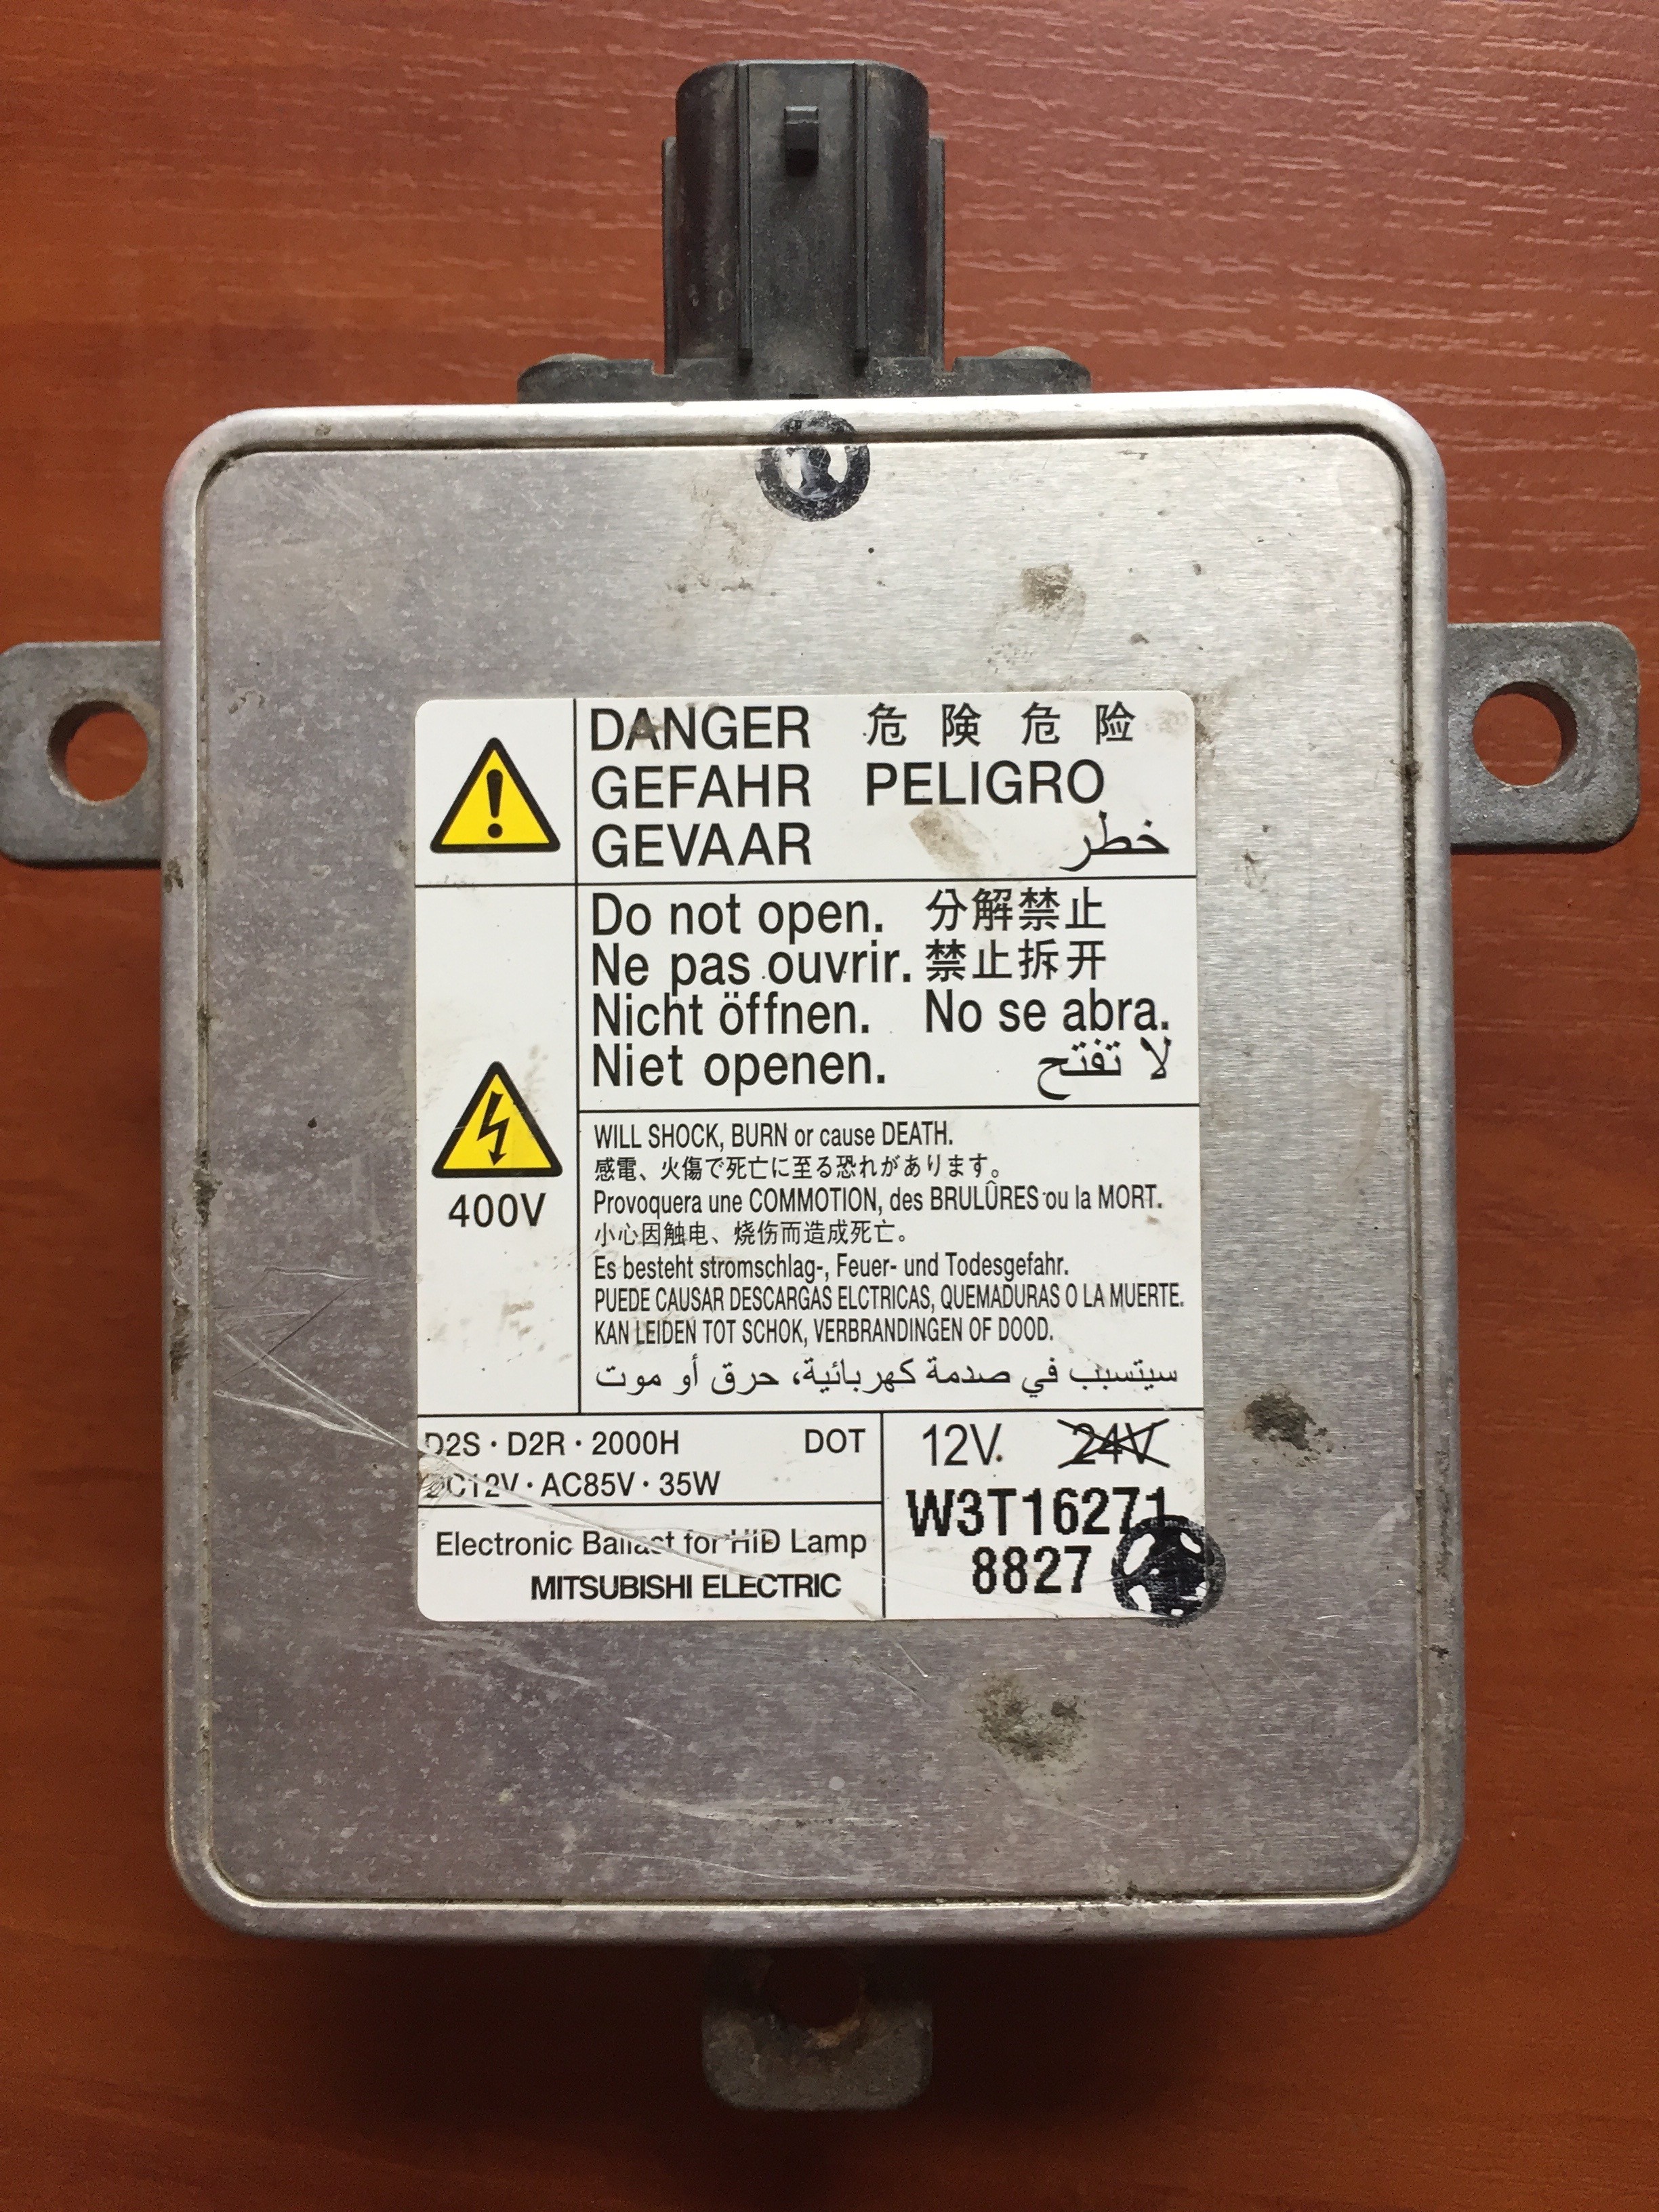 DANGER 危険 危险
GEFAHR PELIGRO
GEVAAR خطر
Do not open. 分解禁止
Ne pas ouvrir. 禁止拆开
Nicht öffnen. No se abra.
Niet openen. لا تفتح
400V
WILL SHOCK, BURN or cause DEATH.
感電、火傷で死亡に至る恐れがあります。
Provoquera une COMMOTION, des BRULÛRES ou la MORT.
小心因触电、烧伤而造成死亡。
Es besteht stromschlag-, Feuer- und Todesgefahr.
PUEDE CAUSAR DESCARGAS ELCTRICAS, QUEMADURAS O LA MUERTE.
KAN LEIDEN TOT SCHOK, VERBRANDINGEN OF DOOD.
سيتسبب في صدمة كهربائية، حرق أو موت
D2S · D2R · 2000H DOT
DC12V · AC85V · 35W
Electronic Ballast for HID Lamp
MITSUBISHI ELECTRIC
12V 24V
W3T16271
8827